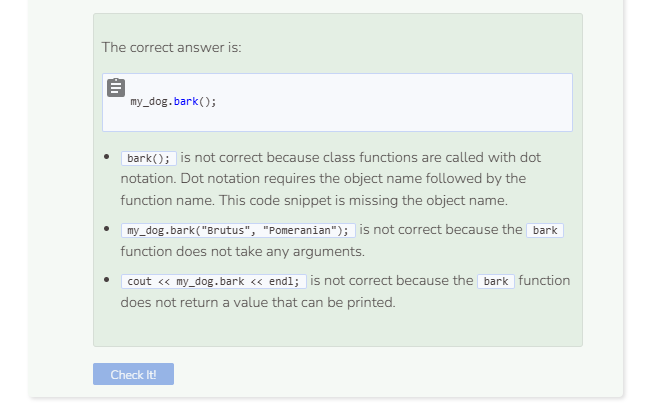 The correct answer is:
my_dog.bark();
bark(); is not correct because class functions are called with dot
notation. Dot notation requires the object name followed by the
function name. This code snippet is missing the object name.
my_dog.bark("Brutus", "Pomeranian"); is not correct because the bark
function does not take any arguments.
cout << my_dog.bark << endl; is not correct because the bark function
does not return a value that can be printed.
Check It!